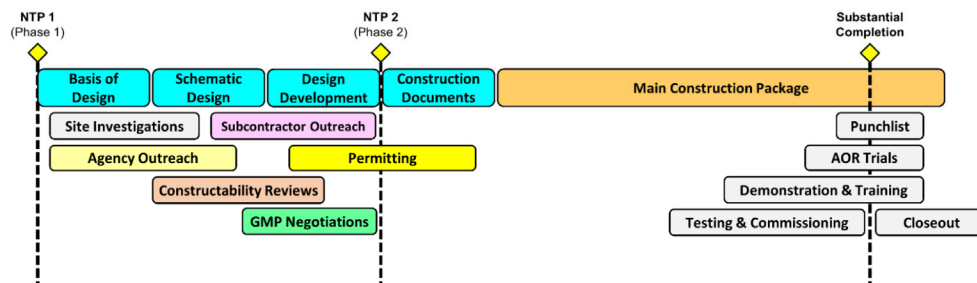 NTP 1
(Phase 1)
NTP 2
(Phase 2)
Substantial
Completion
Basis of
Design
Schematic
Design
Design
Development
Construction
Documents
Main Construction Package
Site Investigations
Subcontractor Outreach
Punchlist
Agency Outreach
Permitting
AOR Trials
Constructability Reviews
Demonstration & Training
GMP Negotiations
Testing & Commissioning
Closeout